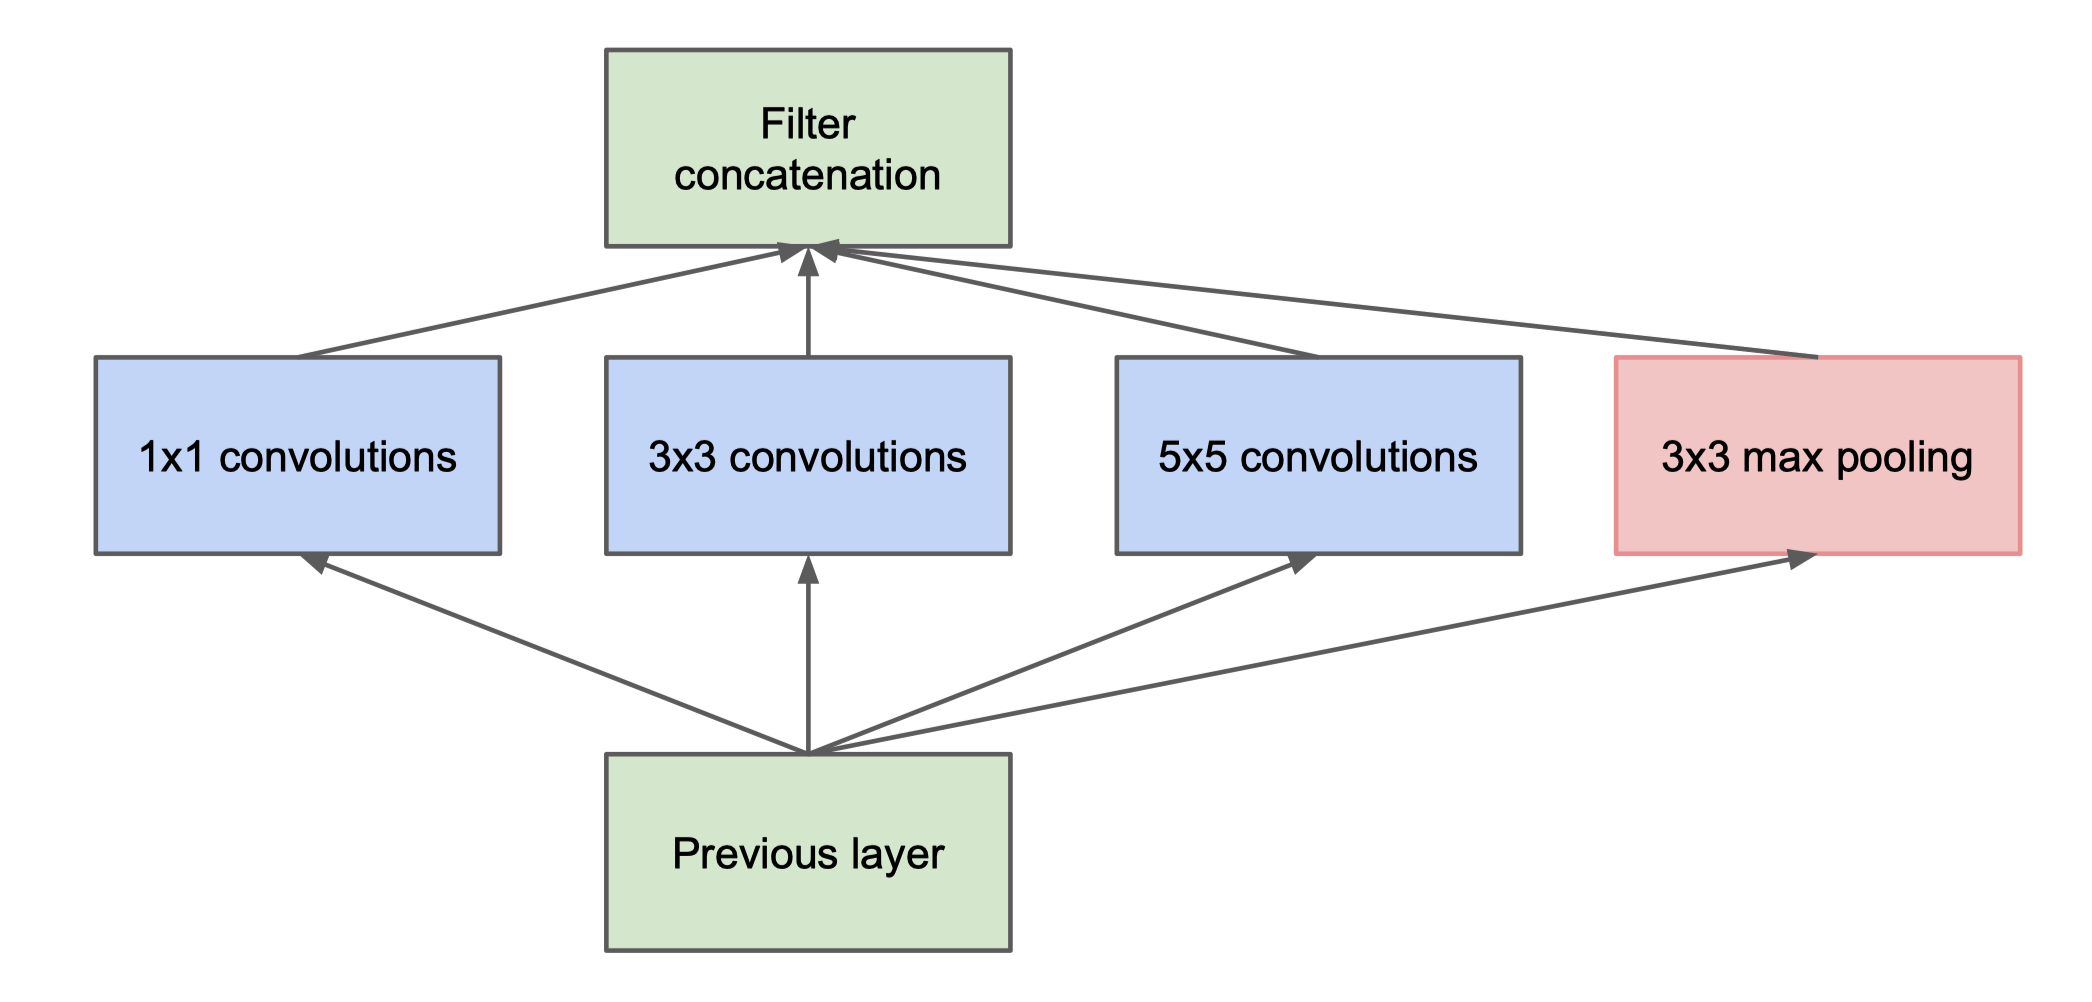 Filter
concatenation
1x1 convolutions
3x3 convolutions
5x5 convolutions
3x3 max pooling
Previous layer